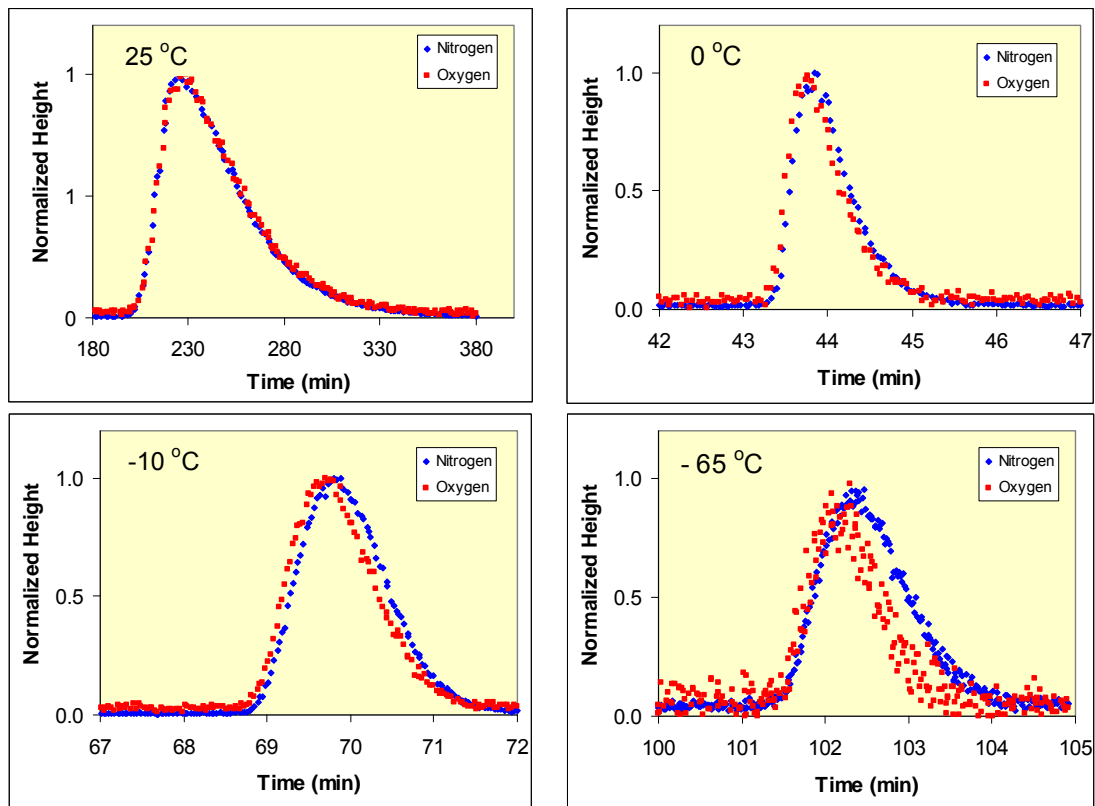 25 °C
Nitrogen
Oxygen
Normalized Height
1
1
0
180 230 280 330 380
Time (min)
0 °C
Nitrogen
Oxygen
Normalized Height
1.0
0.5
0.0
42 43 44 45 46 47
Time (min)
-10 °C
Nitrogen
Oxygen
Normalized Height
1.0
0.5
0.0
67 68 69 70 71 72
Time (min)
- 65 °C
Nitrogen
Oxygen
Normalized Height
1.0
0.5
0.0
100 101 102 103 104 105
Time (min)